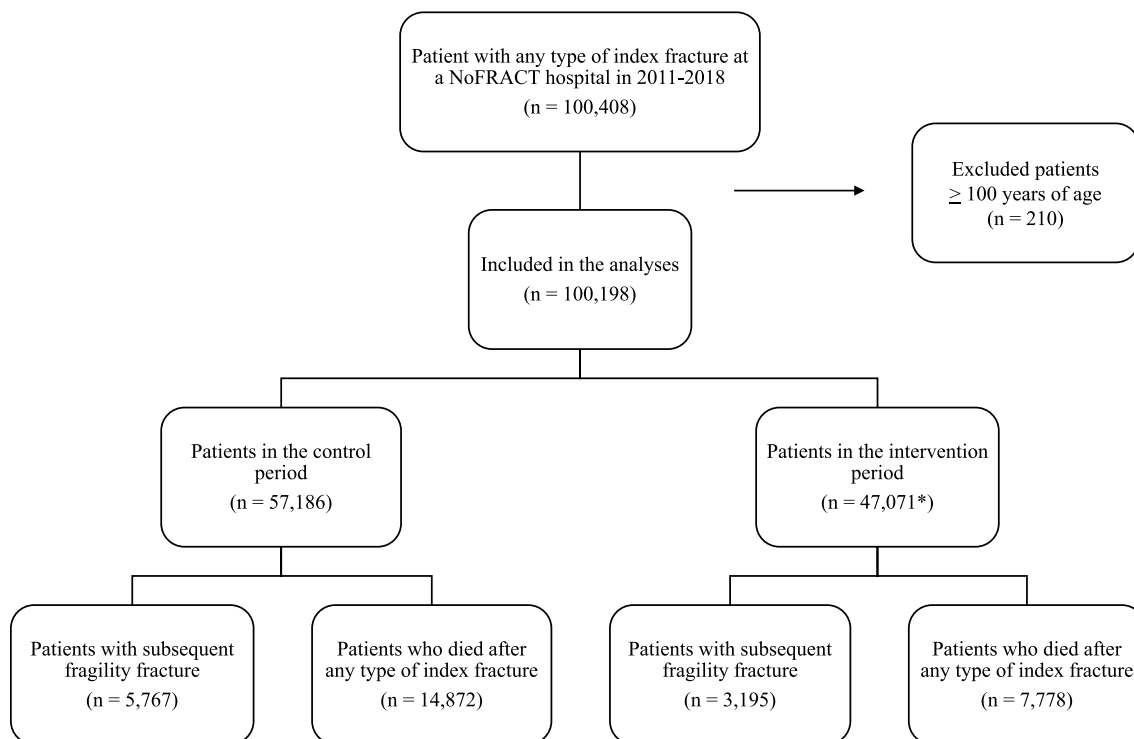 Patient with any type of index fracture at
a NoFRACT hospital in 2011-2018
(n = 100,408)
Excluded patients
≥ 100 years of age
(n = 210)
Included in the analyses
(n = 100,198)
Patients in the control
period
(n = 57,186)
Patients in the intervention
period
(n = 47,071*)
Patients with subsequent
fragility fracture
(n = 5,767)
Patients who died after
any type of index fracture
(n = 14,872)
Patients with subsequent
fragility fracture
(n = 3,195)
Patients who died after
any type of index fracture
(n = 7,778)